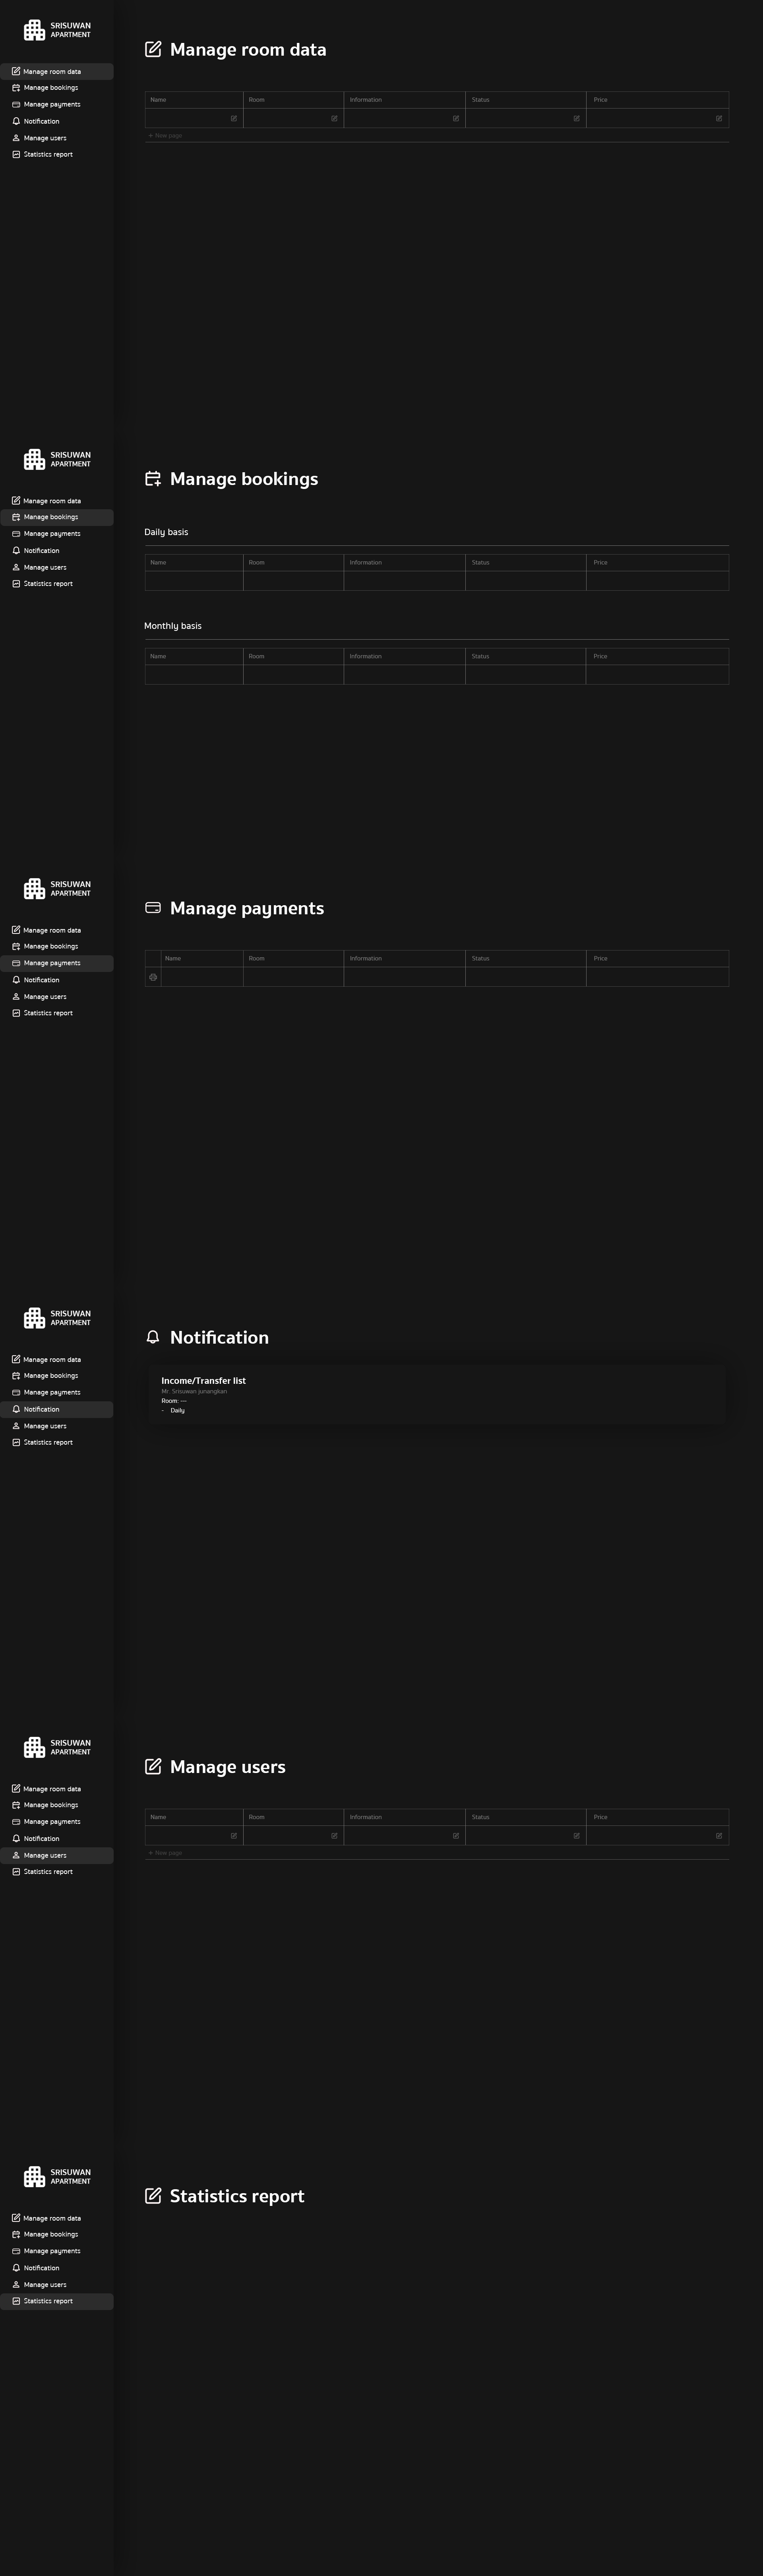 SRISUWAN
APARTMENT
Manage room data
Manage bookings
Manage payments
Notification
Manage users
Statistics report
Manage room data
Name Room Information Status Price
+ New page
SRISUWAN
APARTMENT
Manage room data
Manage bookings
Manage payments
Notification
Manage users
Statistics report
Manage bookings
Daily basis
Name Room Information Status Price
Monthly basis
Name Room Information Status Price
SRISUWAN
APARTMENT
Manage room data
Manage bookings
Manage payments
Notification
Manage users
Statistics report
Manage payments
Name Room Information Status Price
SRISUWAN
APARTMENT
Manage room data
Manage bookings
Manage payments
Notification
Manage users
Statistics report
Notification
Income/Transfer list
Mr. Srisuwan junangkan
Room: ---
- Daily
SRISUWAN
APARTMENT
Manage room data
Manage bookings
Manage payments
Notification
Manage users
Statistics report
Manage users
Name Room Information Status Price
+ New page
SRISUWAN
APARTMENT
Manage room data
Manage bookings
Manage payments
Notification
Manage users
Statistics report
Statistics report